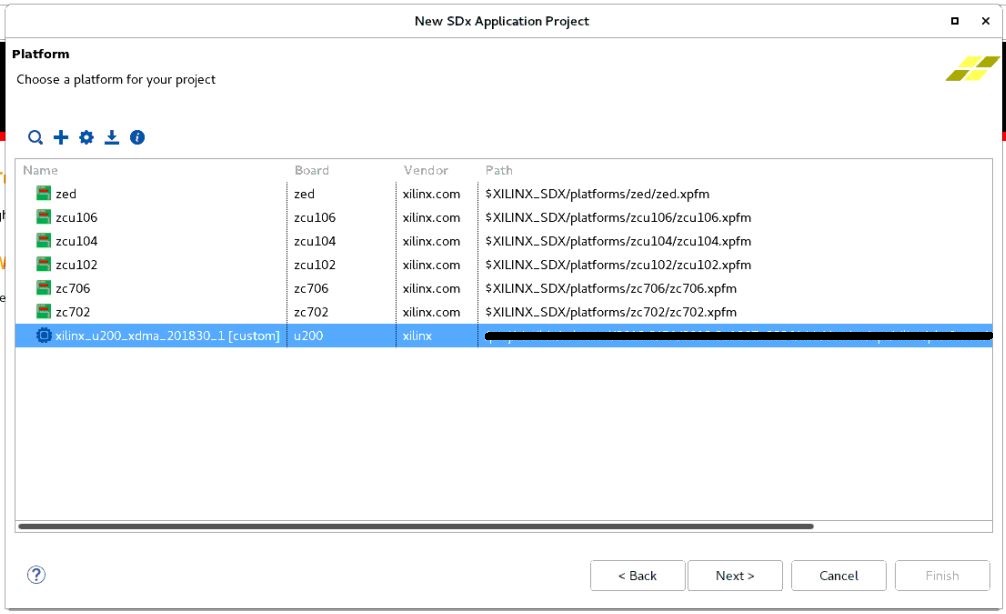 New SDx Application Project
Platform
Choose a platform for your project
Name Board Vendor Path
zed zed xilinx.com $XILINX_SDX/platforms/zed/zed.xpfm
zcu106 zcu106 xilinx.com $XILINX_SDX/platforms/zcu106/zcu106.xpfm
zcu104 zcu104 xilinx.com $XILINX_SDX/platforms/zcu104/zcu104.xpfm
zcu102 zcu102 xilinx.com $XILINX_SDX/platforms/zcu102/zcu102.xpfm
zc706 zc706 xilinx.com $XILINX_SDX/platforms/zc706/zc706.xpfm
zc702 zc702 xilinx.com $XILINX_SDX/platforms/zc702/zc702.xpfm
xilinx_u200_xdma_201830_1 [custom] u200 xilinx
< Back Next > Cancel Finish